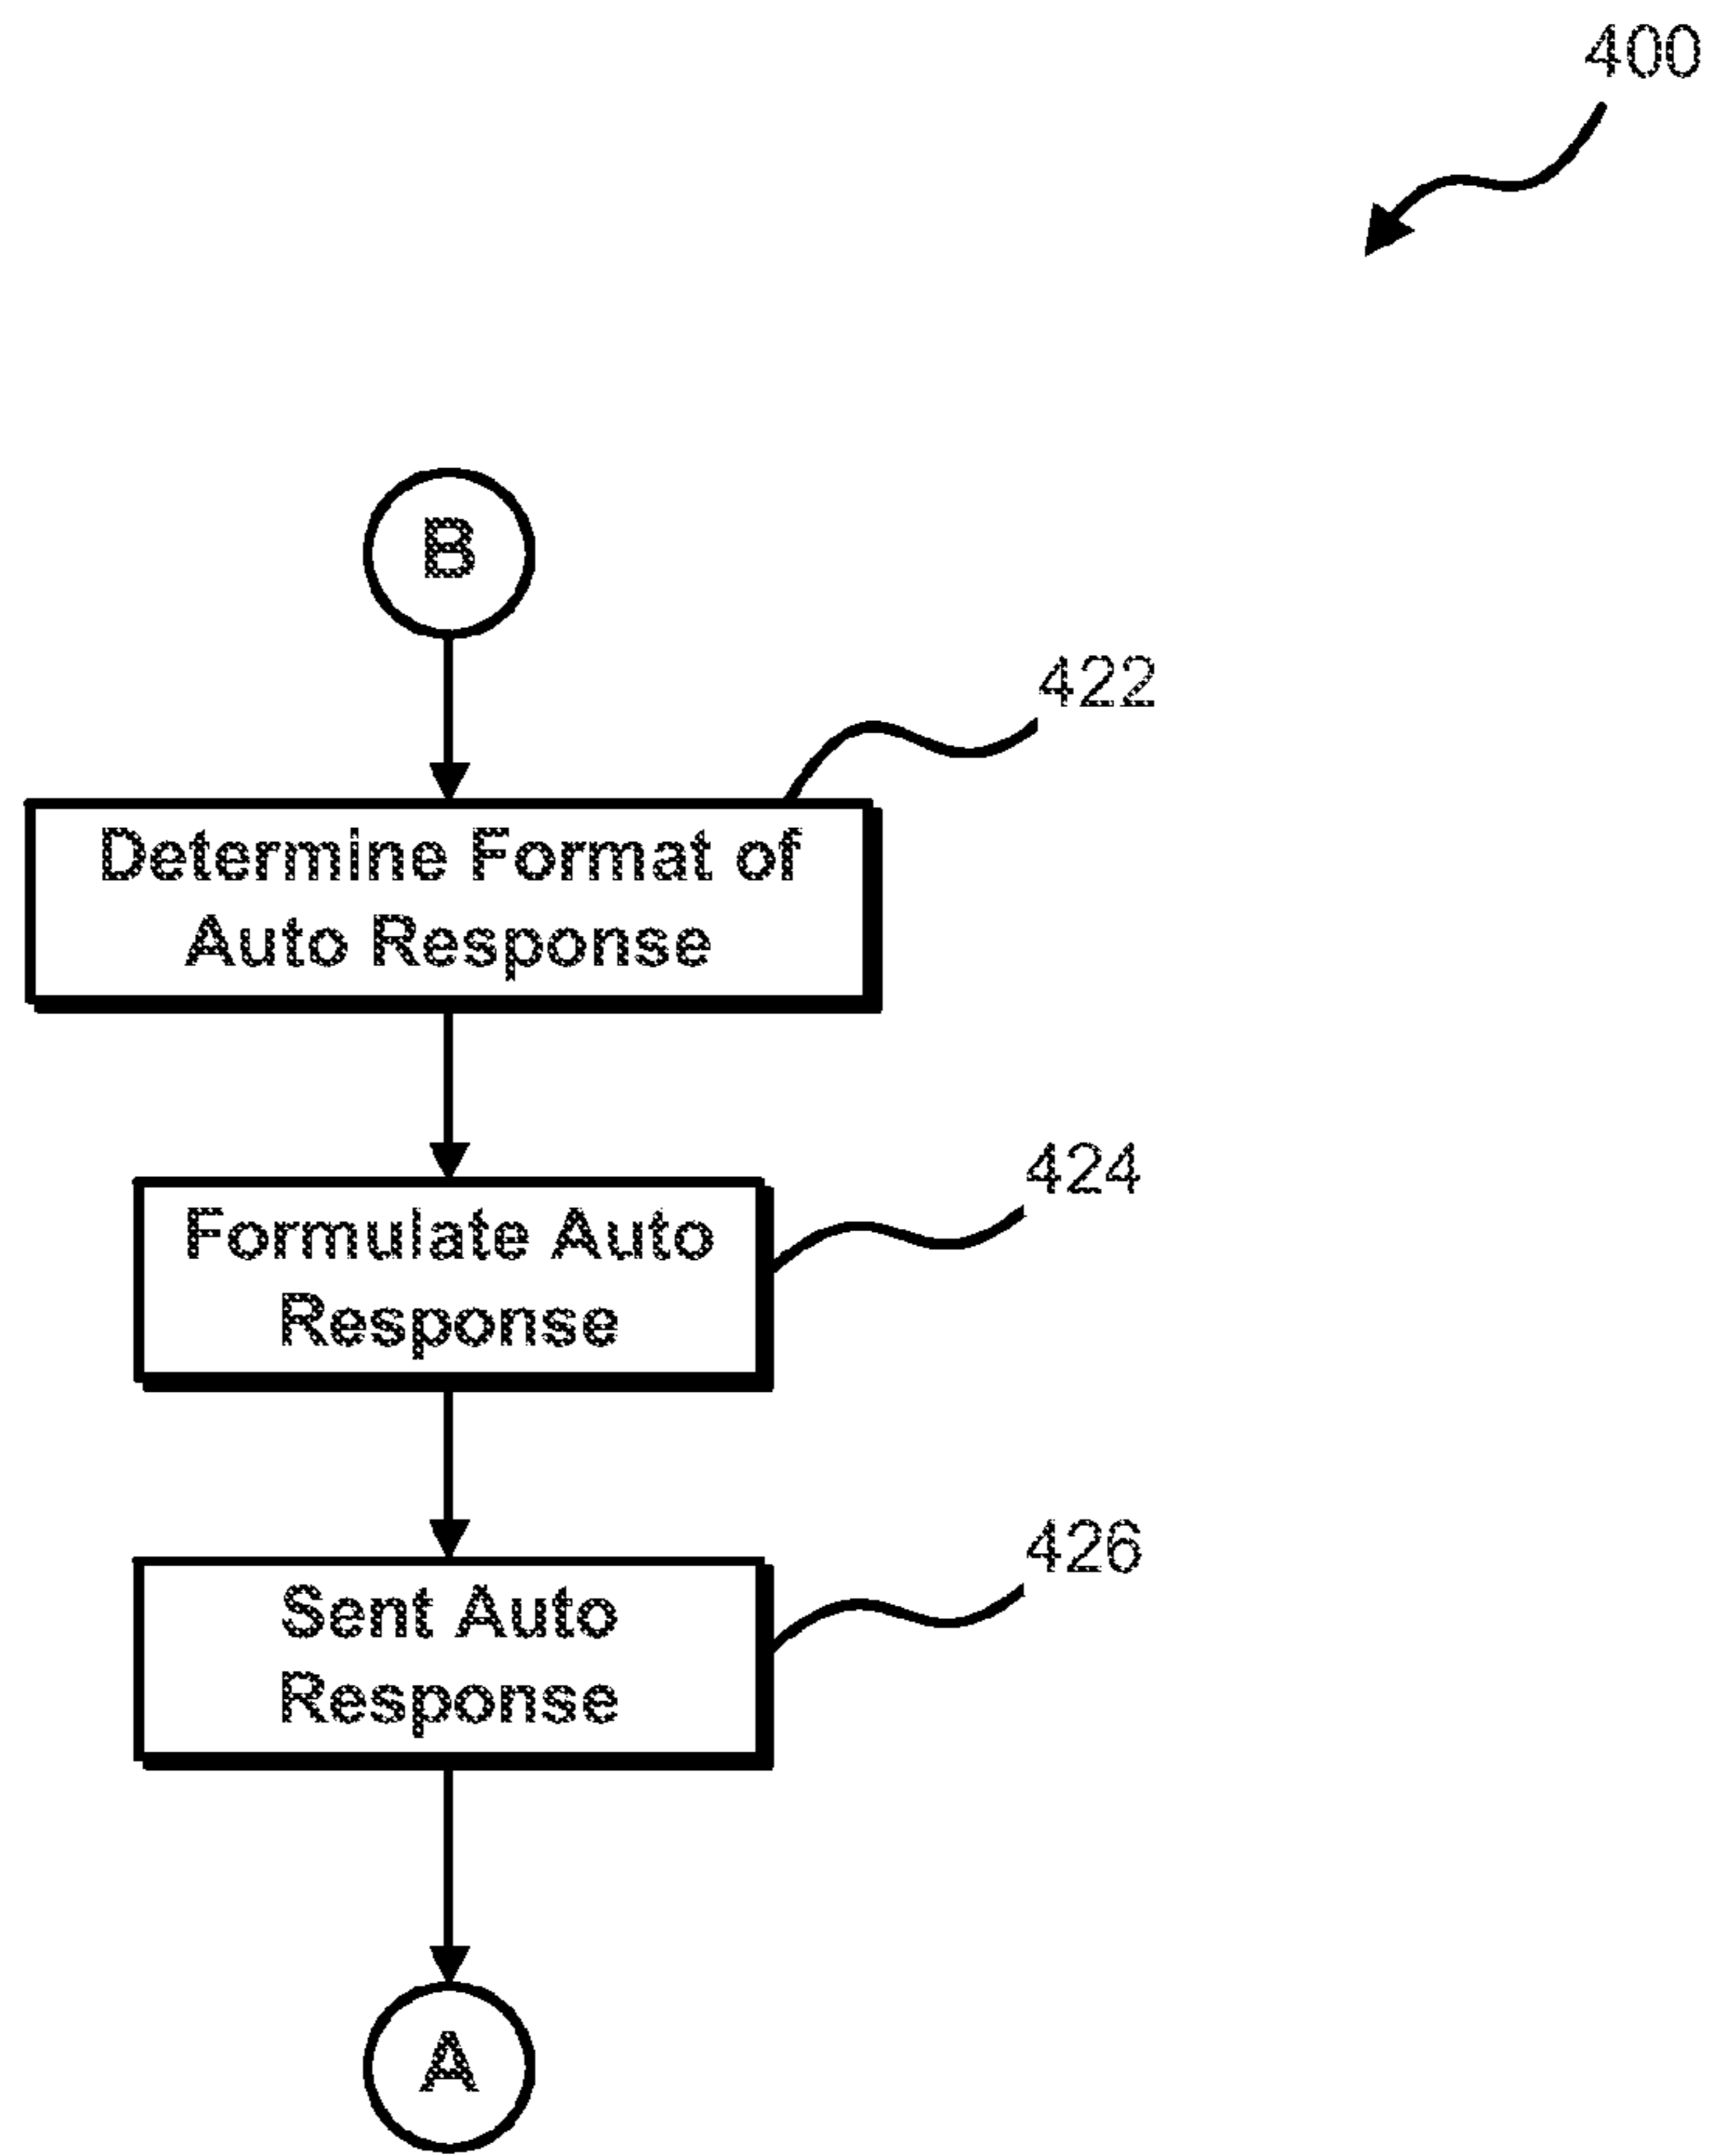 400
B
422
Determine Format of
Auto Response
424
Formulate Auto
Response
426
Sent Auto
Response
A